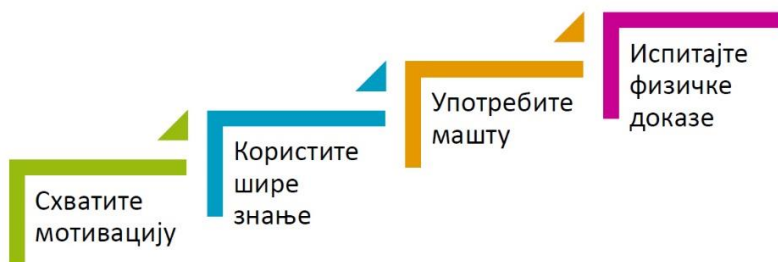 Схватите
мотивацију
Користите
шире
знање
Употребите
машту
Испитајте
физичке
доказе